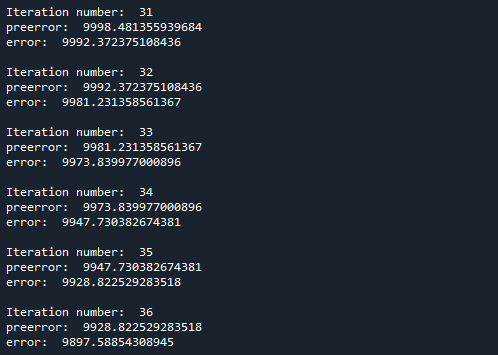 Iteration number:  31
preerror:  9998.481355939684
error:  9992.372375108436
Iteration number:  32
preerror:  9992.372375108436
error:  9981.231358561367
Iteration number:  33
preerror:  9981.231358561367
error:  9973.839977000896
Iteration number:  34
preerror:  9973.839977000896
error:  9947.730382674381
Iteration number:  35
preerror:  9947.730382674381
error:  9928.822529283518
Iteration number:  36
preerror:  9928.822529283518
error:  9897.58854308945